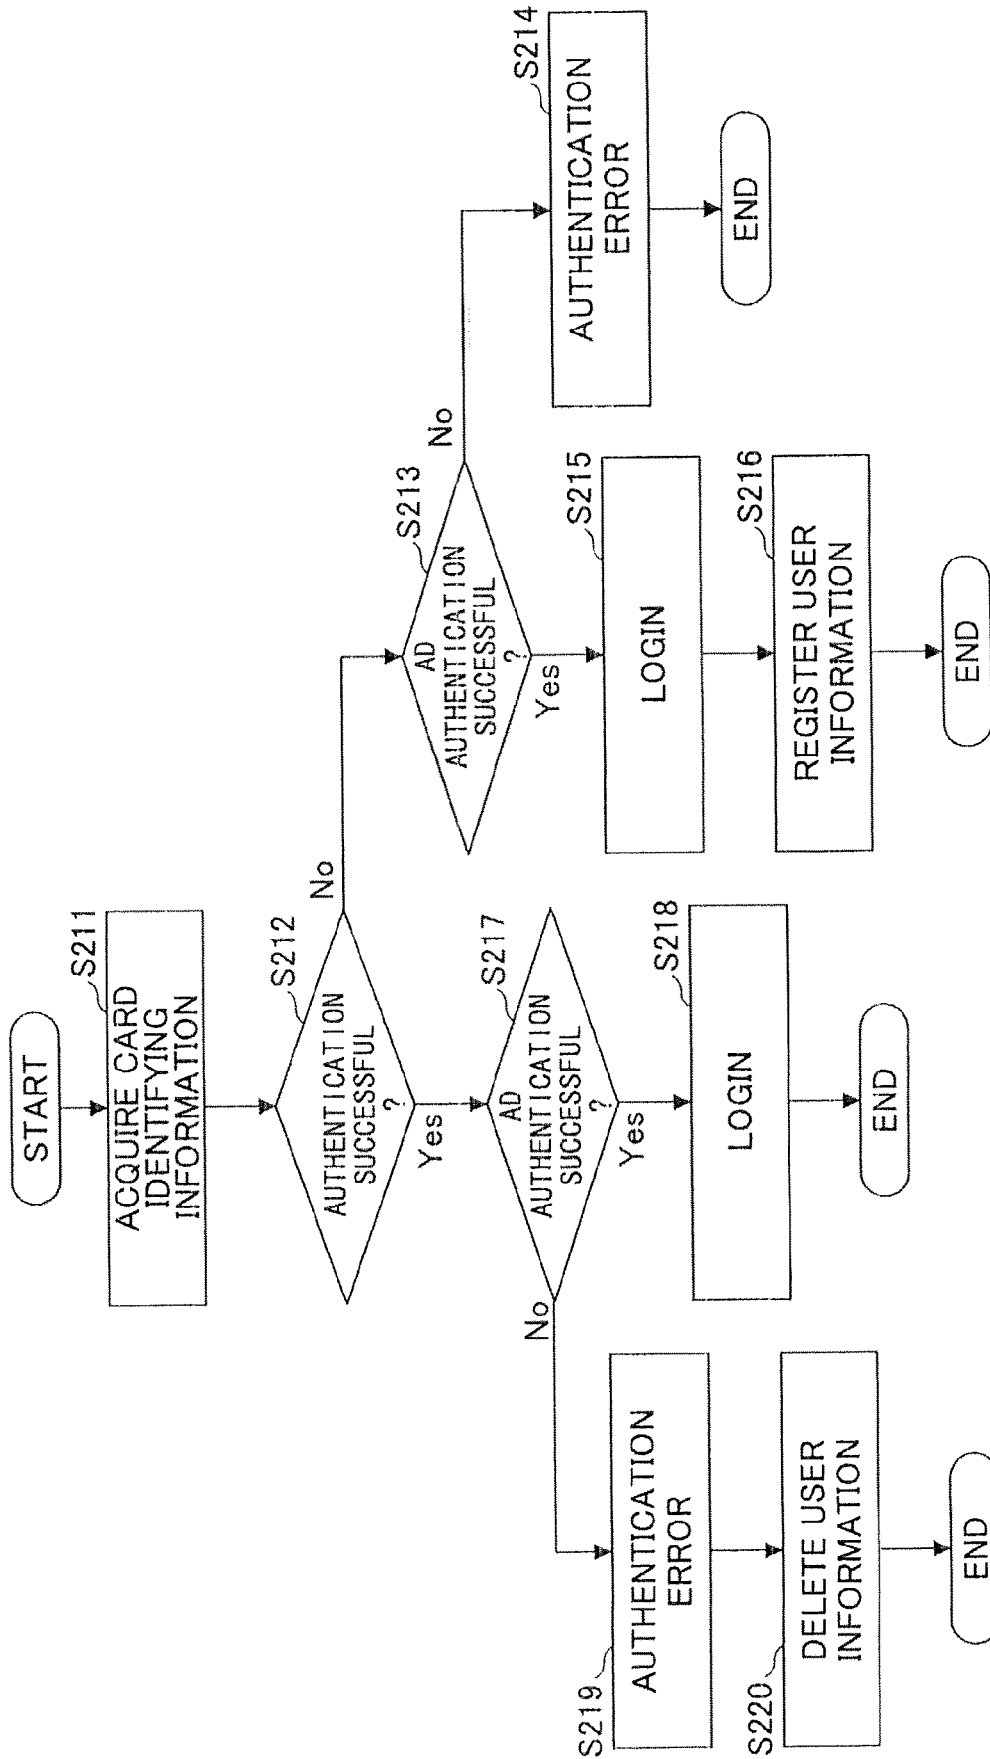 START
S211
ACQUIRE CARD
IDENTIFYING
INFORMATION
S212
AUTHENTICATION
SUCCESSFUL
?
No
Yes
S213
AD
AUTHENTICATION
SUCCESSFUL
?
No
Yes
S214
AUTHENTICATION
ERROR
END
S215
LOGIN
S216
REGISTER USER
INFORMATION
END
S217
AD
AUTHENTICATION
SUCCESSFUL
?
No
Yes
S218
LOGIN
END
S219
AUTHENTICATION
ERROR
S220
DELETE USER
INFORMATION
END